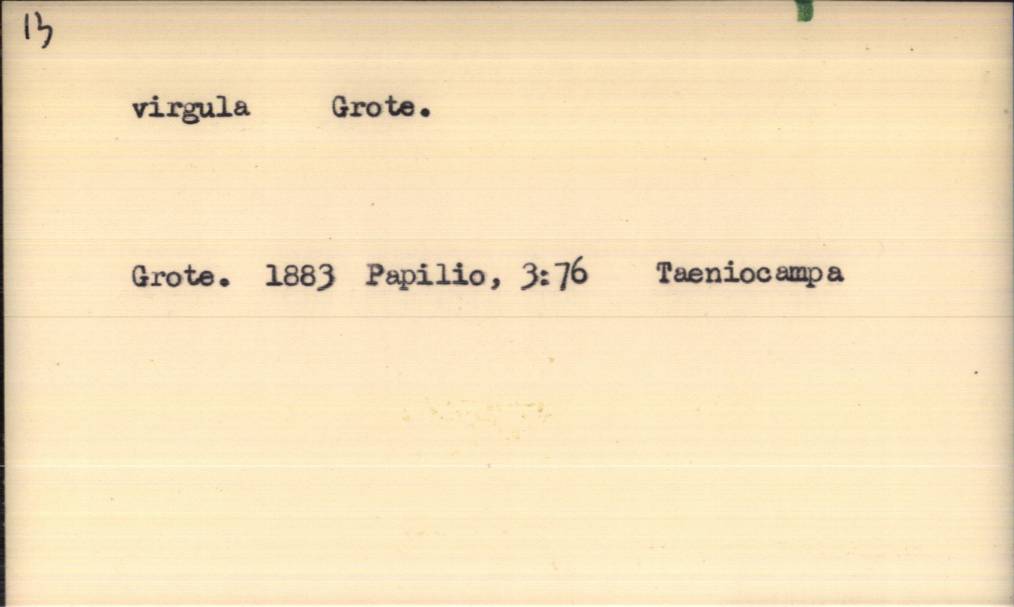 13
virgula Grote.
Grote. 1883 Papilio, 3:76 Taeniocampa